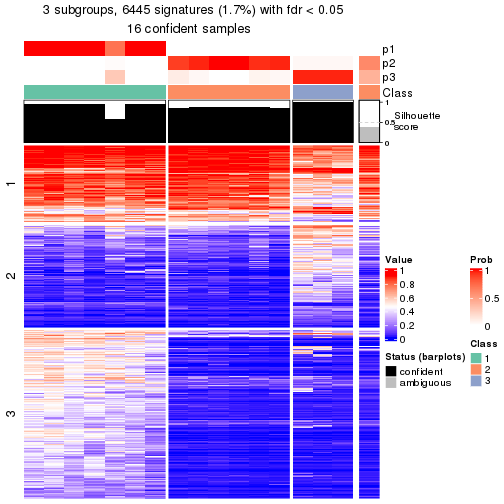 3 subgroups, 6445 signatures (1.7%) with fdr < 0.05
16 confident samples
p1
p2
p3
Class
1
0.5
0
Silhouette
score
1
2
3
Value
1
0.8
0.6
0.4
0.2
0
Prob
1
0.5
0
Status (barplots)
confident
ambiguous
Class
1
2
3